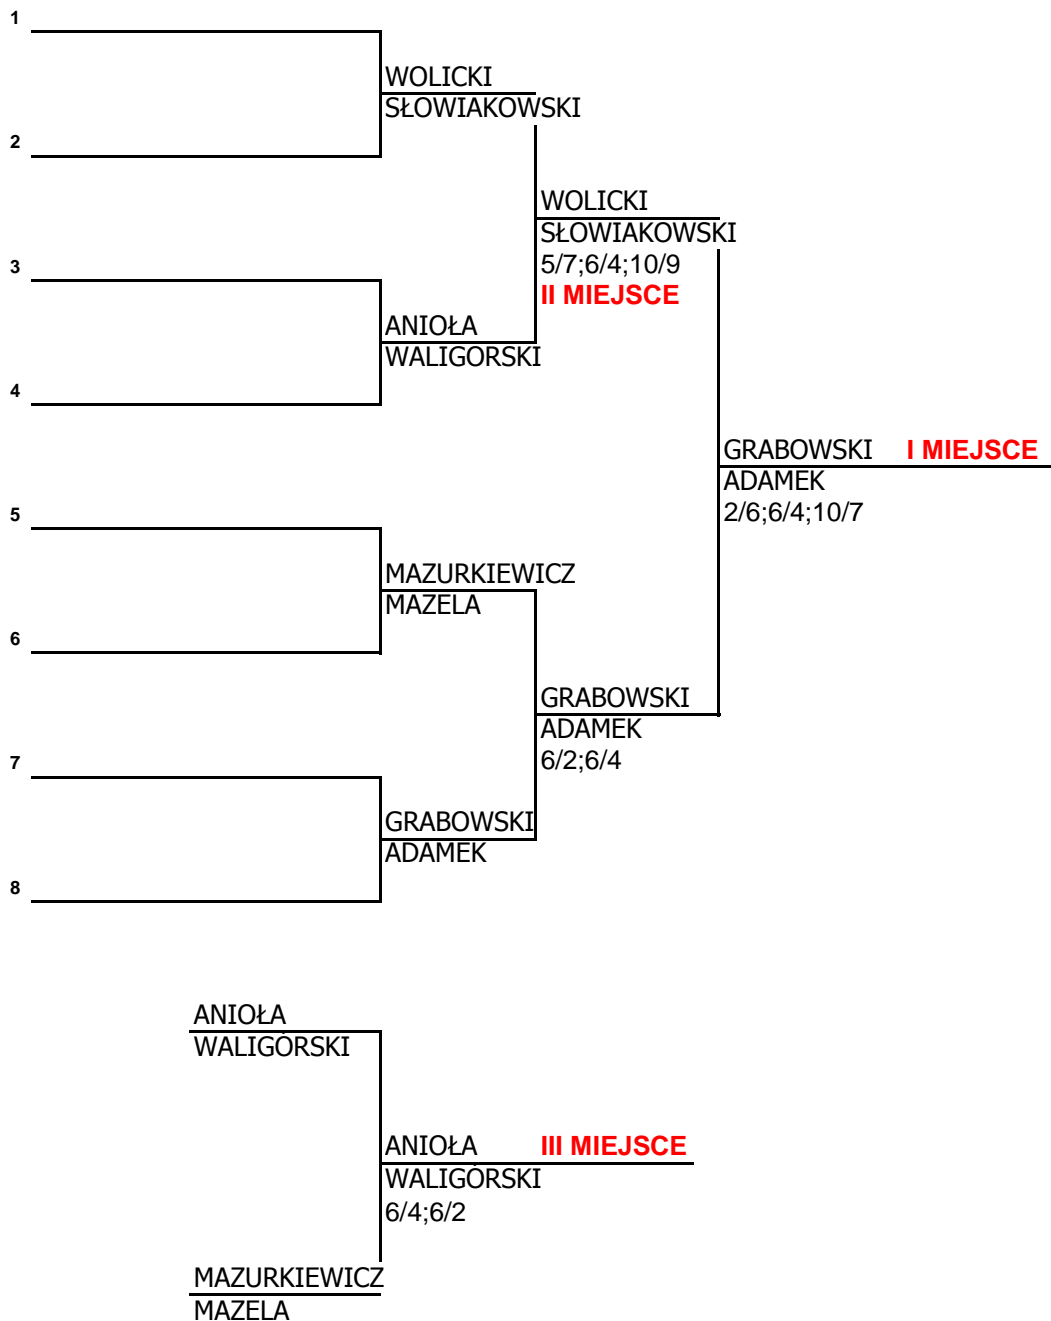 1
WOLICKI
SŁOWIAKOWSKI
2
WOLICKI
SŁOWIAKOWSKI
5/7;6/4;10/9
II MIEJSCE
3
ANIOŁA
WALIGÓRSKI
4
GRABOWSKI I MIEJSCE
ADAMEK
2/6;6/4;10/7
5
MAZURKIEWICZ
MAZELA
6
GRABOWSKI
ADAMEK
6/2;6/4
7
GRABOWSKI
ADAMEK
8
ANIOŁA
WALIGÓRSKI
ANIOŁA III MIEJSCE
WALIGÓRSKI
6/4;6/2
MAZURKIEWICZ
MAZELA